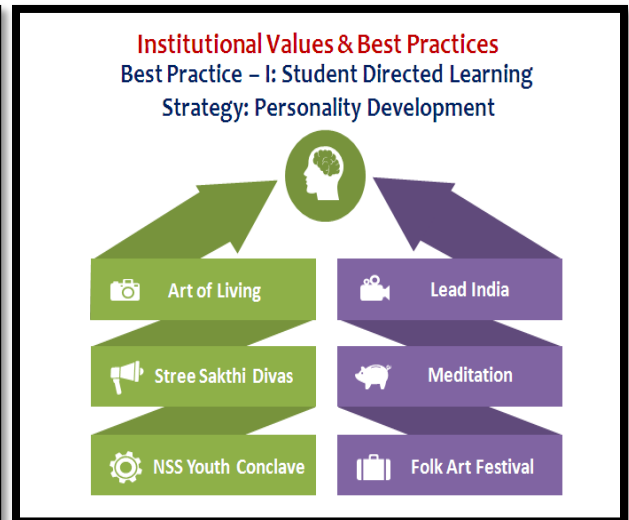 Institutional Values & Best Practices
Best Practice – I: Student Directed Learning
Strategy: Personality Development
Art of Living
Lead India
Stree Sakthi Divas
Meditation
NSS Youth Conclave
Folk Art Festival